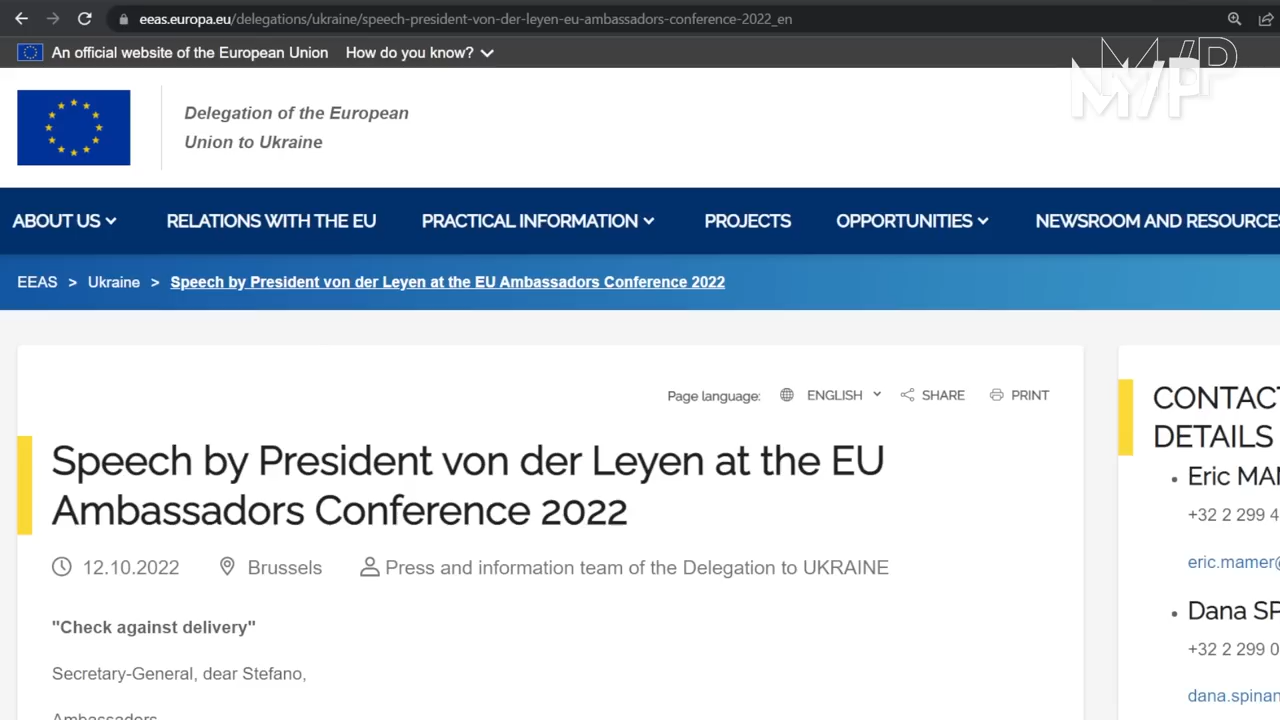 eeas.europa.eu/delegations/ukraine/speech-president-von-der-leyen-eu-ambassadors-conference-2022_en
An official website of the European Union How do you know?
M/P
M/P
Delegation of the European
Union to Ukraine
ABOUT US RELATIONS WITH THE EU PRACTICAL INFORMATION PROJECTS OPPORTUNITIES NEWSROOM AND RESOURCES
EEAS > Ukraine > Speech by President von der Leyen at the EU Ambassadors Conference 2022
Page language: ENGLISH SHARE PRINT
Speech by President von der Leyen at the EU
Ambassadors Conference 2022
12.10.2022 Brussels Press and information team of the Delegation to UKRAINE
"Check against delivery"
Secretary-General, dear Stefano,
Ambassadors
CONTACT
DETAILS
• Eric MA
+32 2 299 4
eric.mamer@
• Dana SP
+32 2 299 0
dana.spinan